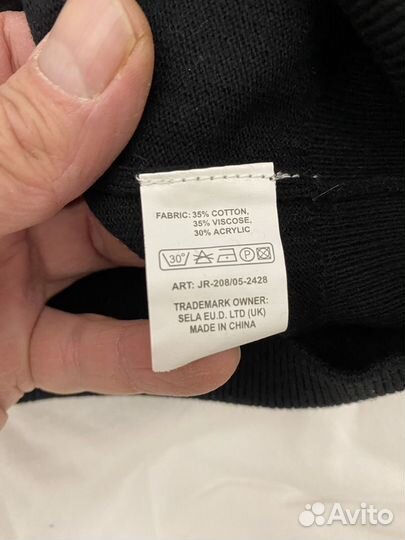 FABRIC: 35% COTTON,
35% VISCOSE,
30% ACRYLIC
30° P
ART: JR-208/05-2428
TRADEMARK OWNER:
SELA EU.D. LTD (UK)
MADE IN CHINA
Avito